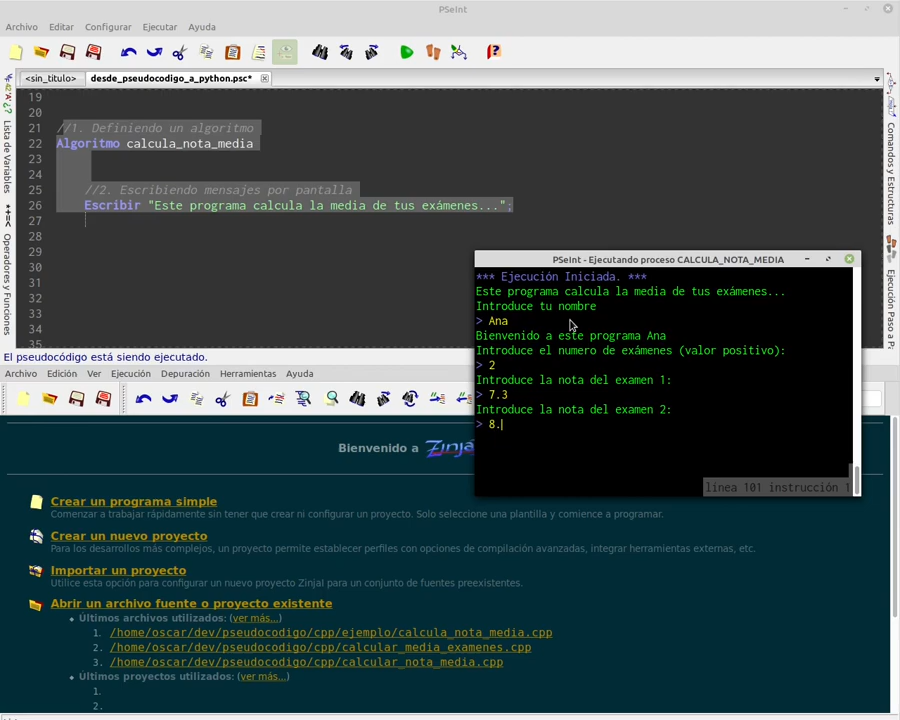 PSeInt
Archivo Editar Configurar Ejecutar Ayuda
<sin_titulo> desde_pseudocodigo_a_python.psc*
Lista de Variables
Operadores y Funciones
Comandos y Estructuras
Ejecución Paso a P
19
20
21 //1. Definiendo un algoritmo
22 Algoritmo calcula_nota_media
23
24
25 //2. Escribiendo mensajes por pantalla
26 Escribir "Este programa calcula la media de tus exámenes...";
27
28
29
30
31
32
33
34
35
El pseudocódigo está siendo ejecutado.
PSeInt - Ejecutando proceso CALCULA_NOTA_MEDIA
*** Ejecución Iniciada. ***
Este programa calcula la media de tus exámenes...
Introduce tu nombre
> Ana
Bienvenido a este programa Ana
Introduce el numero de exámenes (valor positivo):
> 2
Introduce la nota del examen 1:
> 7.3
Introduce la nota del examen 2:
> 8.
línea 101 instrucción 1
Archivo Edición Ver Ejecución Depuración Herramientas Ayuda
Bienvenido a ZinjaI
Crear un programa simple
Comenzar a trabajar rápidamente sin tener que crear ni configurar un proyecto. Solo seleccione una plantilla y comience a programar.
Crear un nuevo proyecto
Para los desarrollos más complejos, un proyecto permite establecer perfiles con opciones de compilación avanzadas, integrar herramientas externas, etc.
Importar un proyecto
Utilice esta opción para configurar un nuevo proyecto ZinjaI para un conjunto de fuentes preexistentes.
Abrir un archivo fuente o proyecto existente
Últimos archivos utilizados: (ver más...)
1. /home/oscar/dev/pseudocodigo/cpp/ejemplo/calcula_nota_media.cpp
2. /home/oscar/dev/pseudocodigo/cpp/calcular_media_examenes.cpp
3. /home/oscar/dev/pseudocodigo/cpp/calcular_nota_media.cpp
Últimos proyectos utilizados: (ver más...)
1.
2.